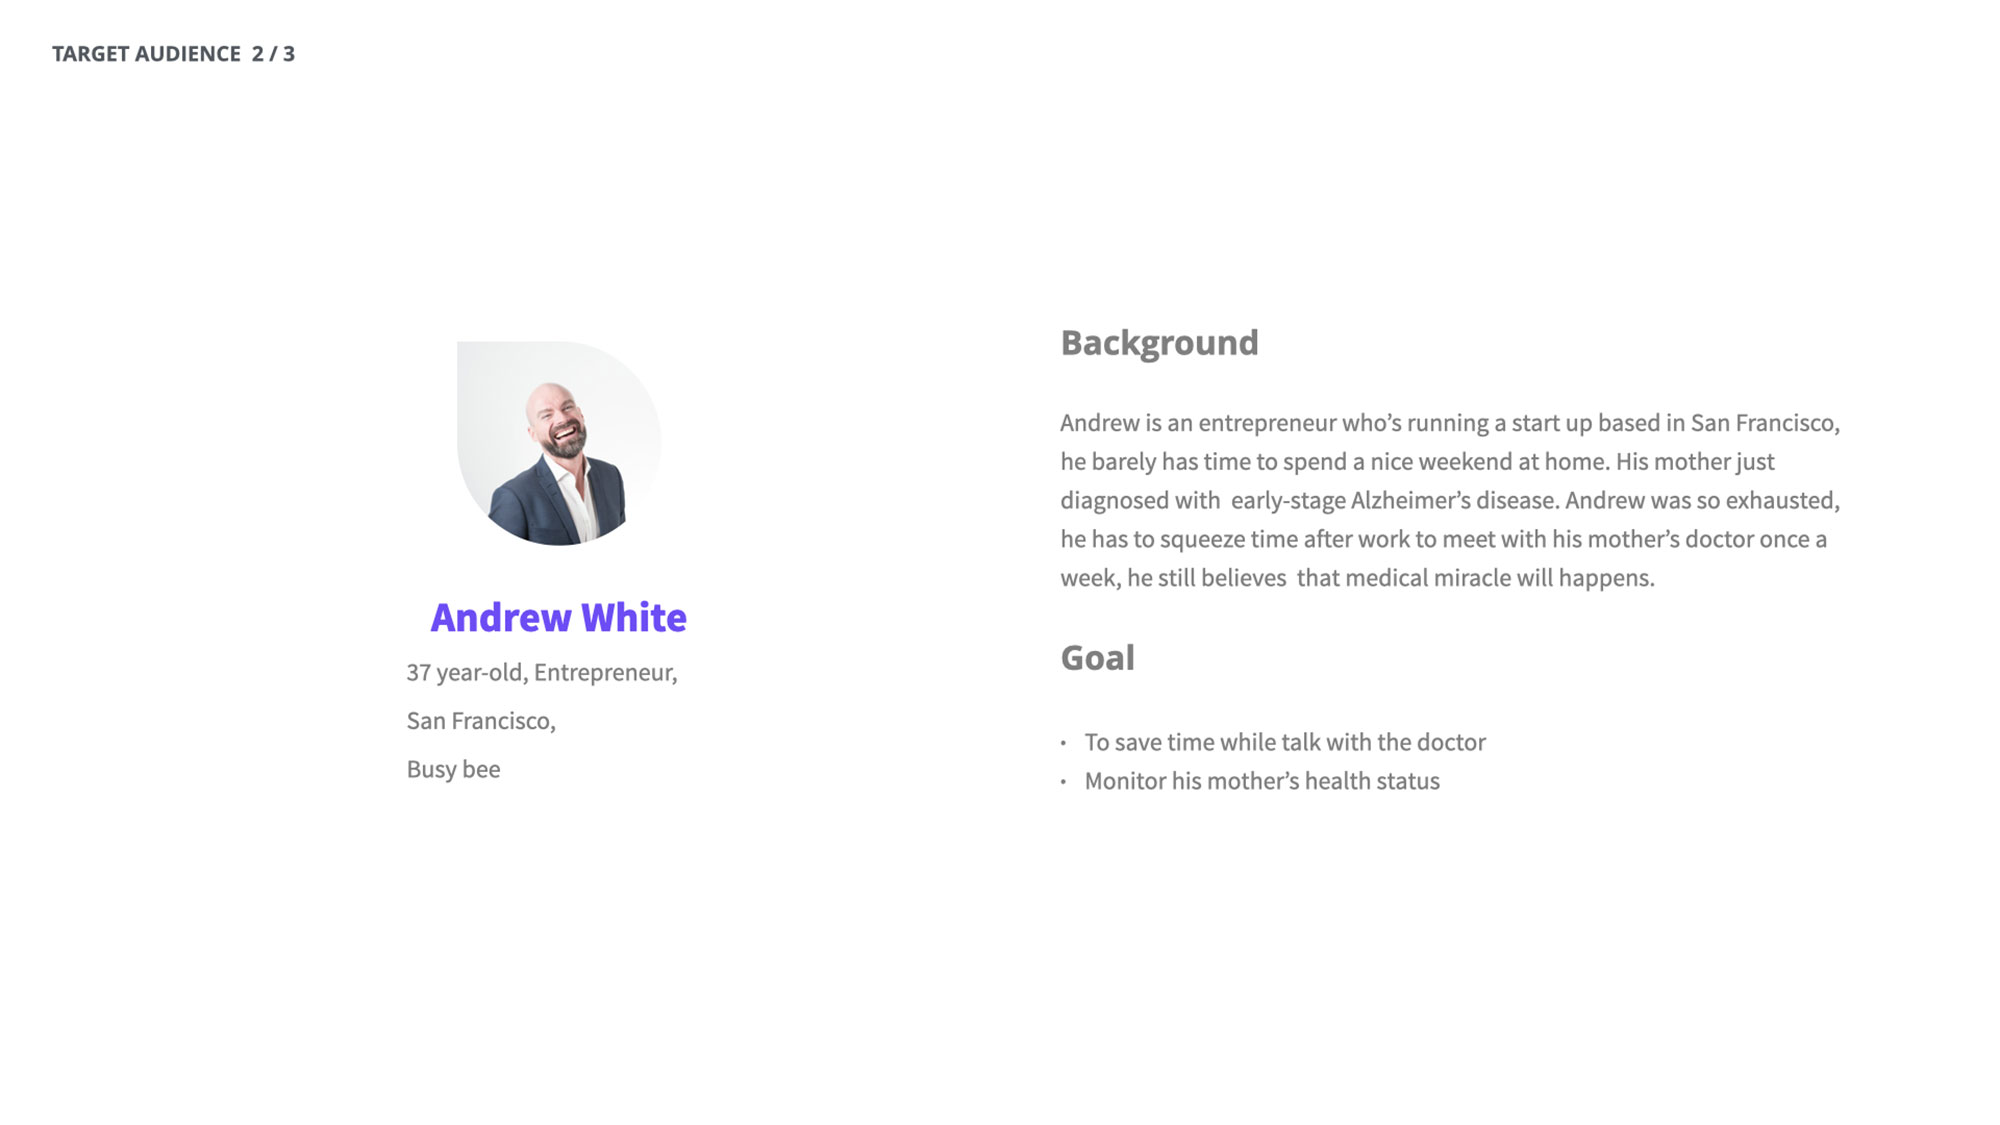 TARGET AUDIENCE 2 / 3
Andrew White
37 year-old, Entrepreneur,
San Francisco,
Busy bee
Background
Andrew is an entrepreneur who’s running a start up based in San Francisco,
he barely has time to spend a nice weekend at home. His mother just
diagnosed with  early-stage Alzheimer’s disease. Andrew was so exhausted,
he has to squeeze time after work to meet with his mother’s doctor once a
week, he still believes  that medical miracle will happens.
Goal
• To save time while talk with the doctor
• Monitor his mother’s health status